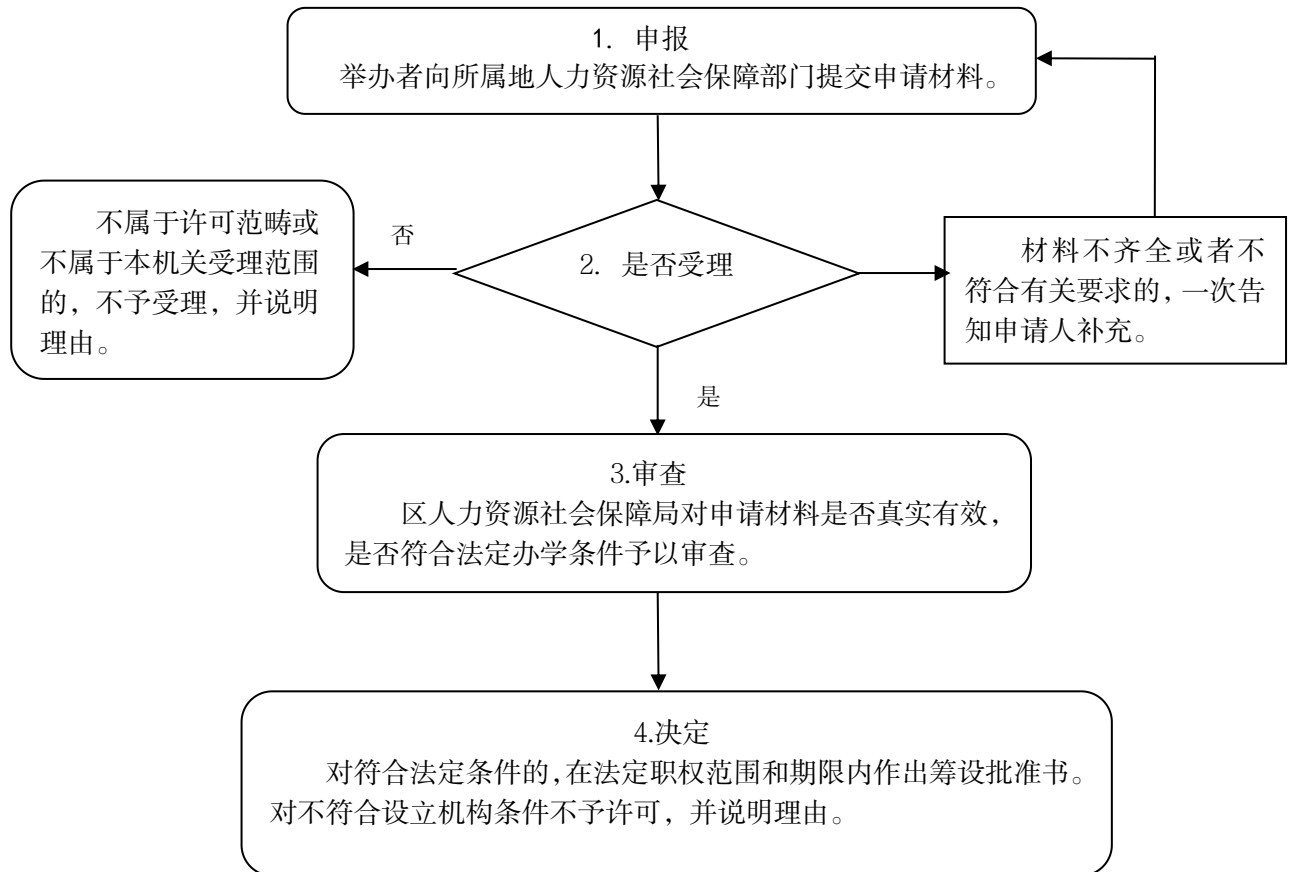 1. 申报
举办者向所属地人力资源社会保障部门提交申请材料。
不属于许可范畴或
不属于本机关受理范围
的，不予受理，并说明
理由。
否
2. 是否受理
材料不齐全或者不
符合有关要求的，一次告
知申请人补充。
是
3.审查
区人力资源社会保障局对申请材料是否真实有效，
是否符合法定办学条件予以审查。
4.决定
对符合法定条件的，在法定职权范围和期限内作出筹设批准书。
对不符合设立机构条件不予许可，并说明理由。